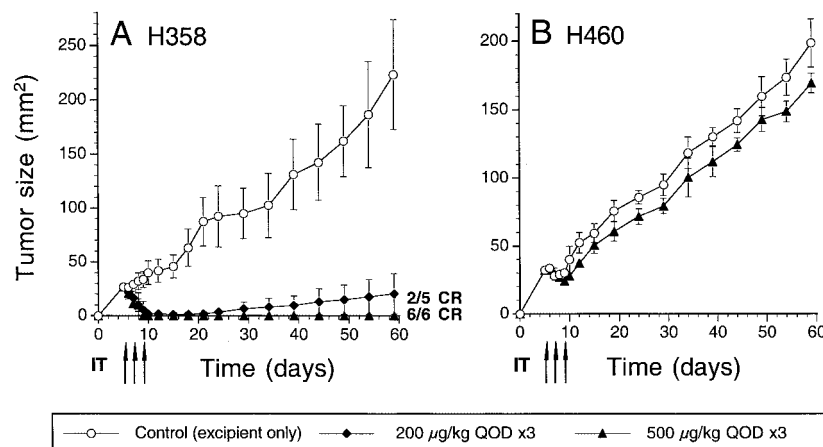 A H358
250
200
150
100
50
0
Tumor size (mm²)
2/5 CR
6/6 CR
0 10 20 30 40 50 60
IT
Time (days)
B H460
200
150
100
50
0
0 10 20 30 40 50 60
IT
Time (days)
Control (excipient only) 200 µg/kg QOD x3 500 µg/kg QOD x3